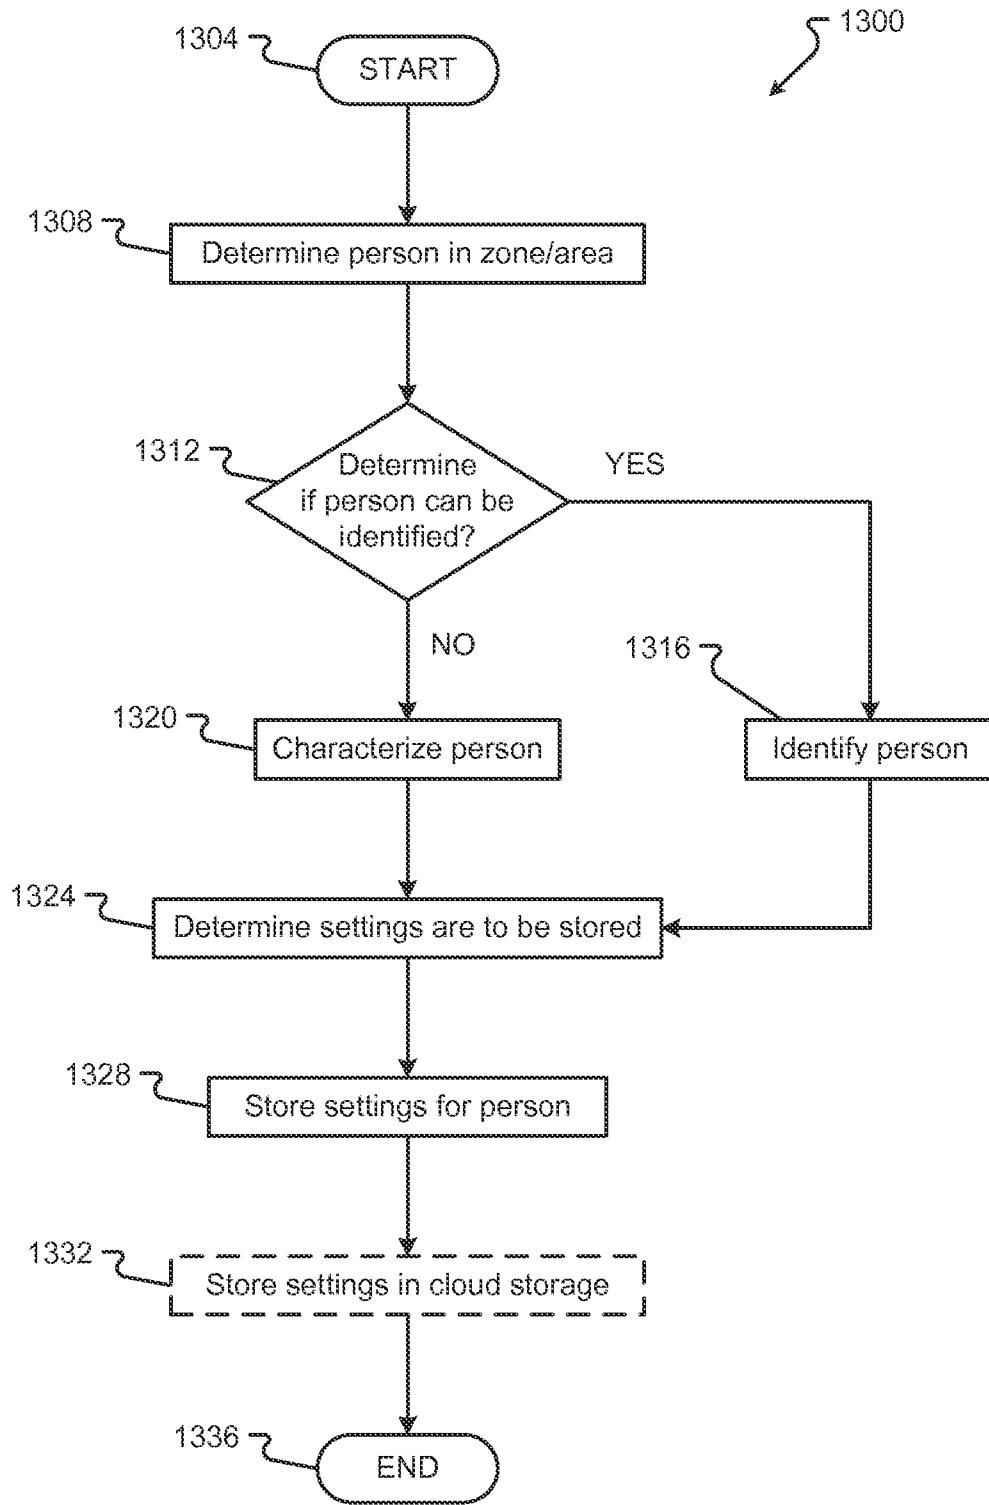 1300
1304
START
1308
Determine person in zone/area
1312
Determine
if person can be
identified?
YES
NO
1316
1320
Characterize person
Identify person
1324
Determine settings are to be stored
1328
Store settings for person
1332
Store settings in cloud storage
1336
END